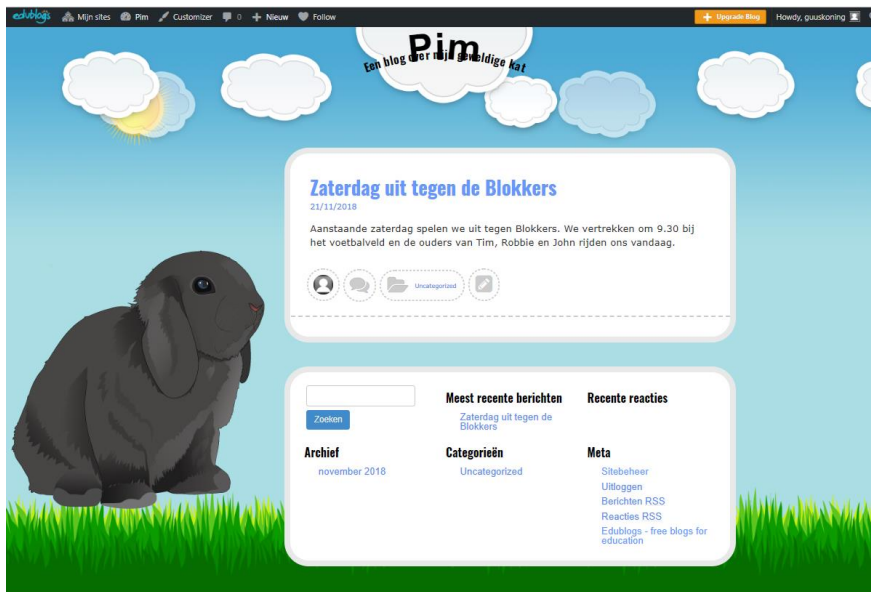 edublogs Mijn sites Pim Customizer 0 + Nieuw Follow + Upgrade Blog Howdy, guuskoning
Pim
Een blog over mijn geweldige kat
Zaterdag uit tegen de Blokkers
21/11/2018
Aanstaande zaterdag spelen we uit tegen Blokkers. We vertrekken om 9.30 bij
het voetbalveld en de ouders van Tim, Robbie en John rijden ons vandaag.
Uncategorized
Zoeken
Meest recente berichten
Zaterdag uit tegen de
Blokkers
Recente reacties
Archief
november 2018
Categorieën
Uncategorized
Meta
Sitebeheer
Uitloggen
Berichten RSS
Reacties RSS
Edublogs - free blogs for
education